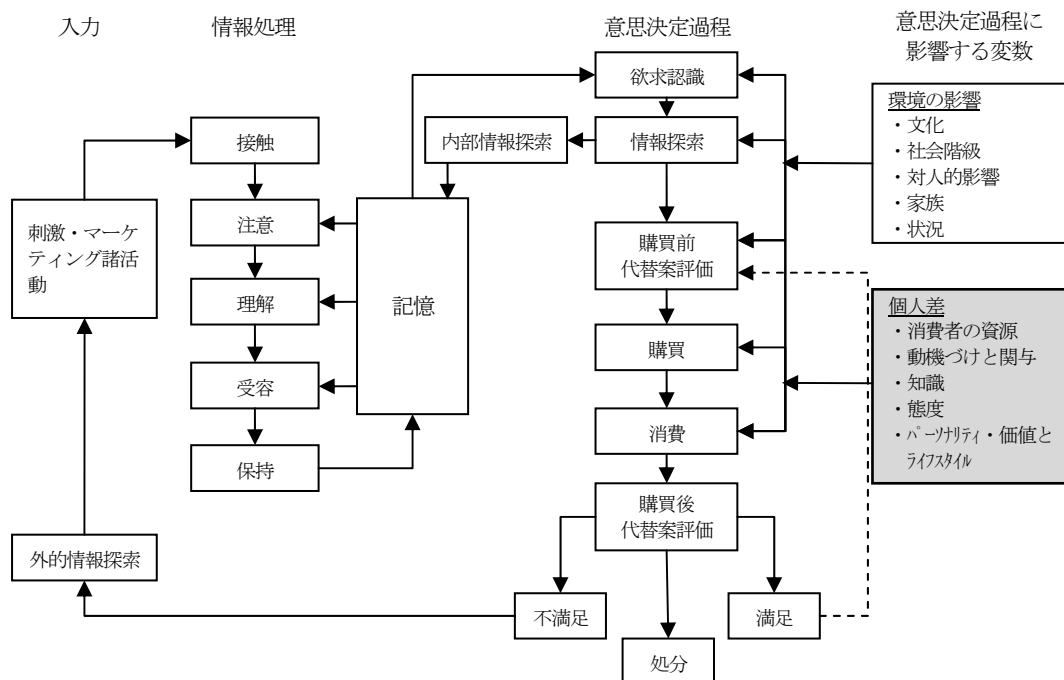 入力
情報処理
意思決定過程
意思決定過程に
影響する変数
刺激・マーケ
ティング諸活
動
外的情報探索
接触
注意
理解
受容
保持
内部情報探索
記憶
欲求認識
情報探索
購買前
代替案評価
購買
消費
購買後
代替案評価
不満足
満足
処分
環境の影響
・文化
・社会階級
・対人的影響
・家族
・状況
個人差
・消費者の資源
・動機づけと関与
・知識
・態度
・ﾊﾟｰｿﾅﾘﾃｨ・価値と
ﾗｲﾌｽﾀｲﾙ